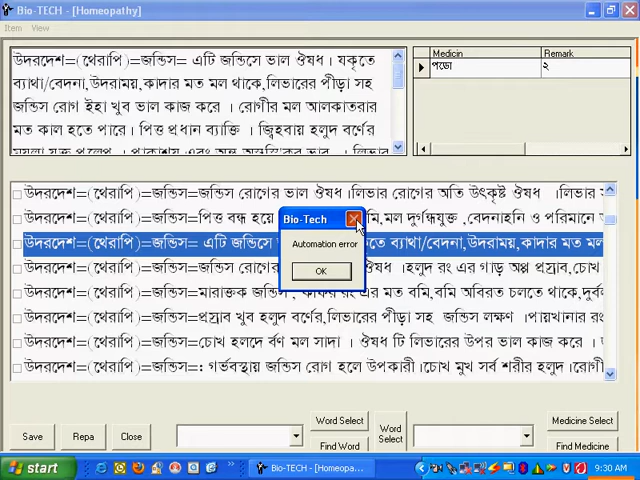 Bio-TECH - [Homeopathy]
Item View
উদরদেশ=(থেরাপি)=জন্ডিস= এটি জন্ডিসে ভাল ঔষধ। যকৃতে
ব্যাথা/বেদনা,উদরাময়,কাদার মত মল থাকে,লিভারের পীড়া সহ
জন্ডিস রোগ ইহা খুব ভাল কাজ করে । রোগীর মল আলকাতরার
মত কাল হতে পারে। পিত্ত প্রধান ব্যাক্তি । জ্বিহবায় হলুদ বর্ণের
Medicin Remark
পডো ২
উদরদেশ=(থেরাপি)=জন্ডিস=জন্ডিস রোগের ভাল ঔষধ ।লিভার রোগের অতি উৎকৃষ্ট ঔষধ ।লিভার
উদরদেশ=(থেরাপি)=জন্ডিস=পিত্ত বন্ধ হয়ে মি,মল দুর্গন্ধযুক্ত ,বেদনাহনি ও পরিমানে
উদরদেশ=(থেরাপি)=জন্ডিস= এটি জন্ডিসে কৃতে ব্যাথা/বেদনা,উদরাময়,কাদার মত মল
উদরদেশ=(থেরাপি)=জন্ডিস=জন্ডিস রোগে ।হলুদ রং এর গাড় অল্প প্রস্রাব,চোখ
উদরদেশ=(থেরাপি)=জন্ডিস=মারাত্তক জন্ডিস, কফির রং এর মত বমি,বমি অবিরত চলতে থাকে,দুর্বল
উদরদেশ=(থেরাপি)=জন্ডিস=প্রস্রাব খুব হলুদ বর্ণের,লিভারের পীড়া সহ জন্ডিস লক্ষণ ।পায়খানার রং
উদরদেশ=(থেরাপি)=জন্ডিস=চোখ হলদে বর্ণ মল সাদা । ঔষধ টি লিভারের উপর ভাল কাজ করে ।
উদরদেশ=(থেরাপি)=জন্ডিস=: গর্ভবস্থায় জন্ডিস রোগ হলে উপকারী।চোখ মুখ সর্ব শরীর হলুদ।
Bio-Tech
Automation error
OK
Save Repa Close
Word Select
Find Word
Word
Select
Medicine Select
Find Medicine
start
Bio-TECH - [Homeopa...
9:30 AM